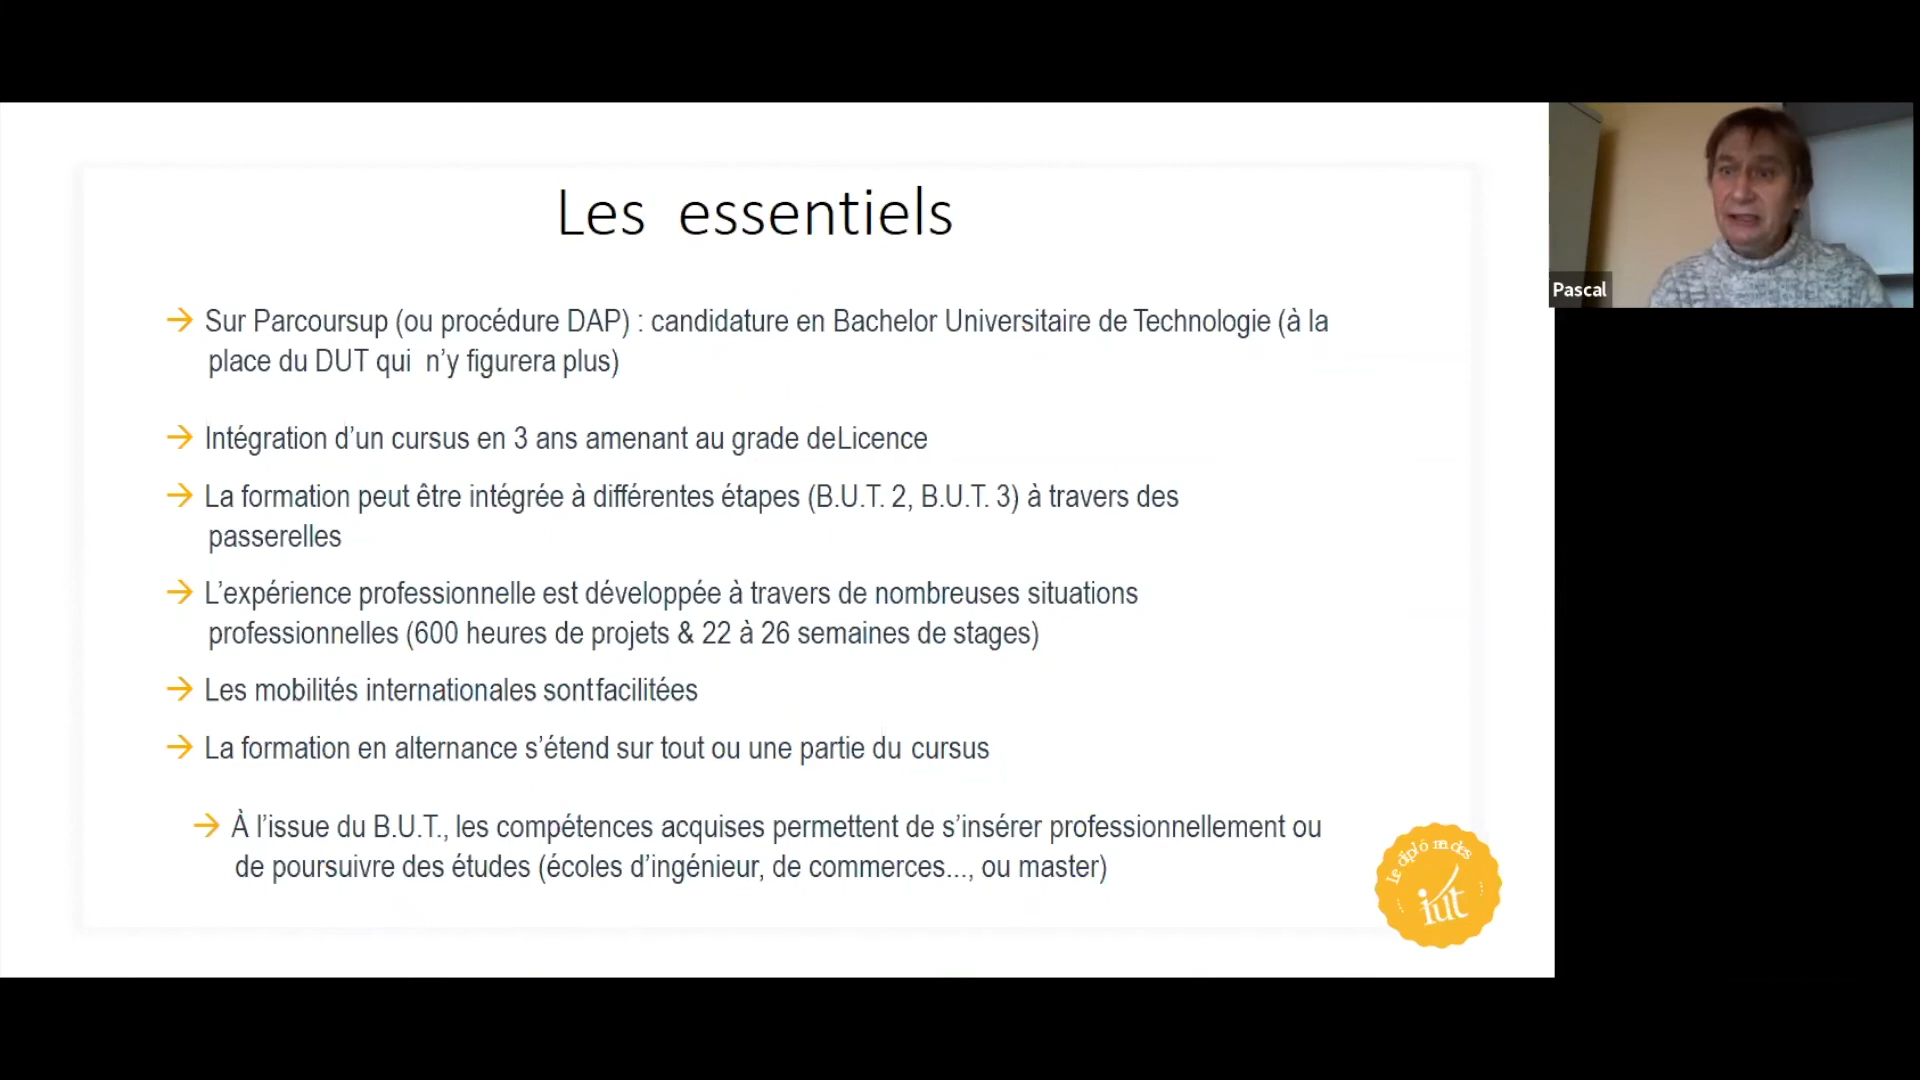 Les essentiels
→ Sur Parcoursup (ou procédure DAP) : candidature en Bachelor Universitaire de Technologie (à la
place du DUT qui n’y figurera plus)
→ Intégration d’un cursus en 3 ans amenant au grade deLicence
→ La formation peut être intégrée à différentes étapes (B.U.T. 2, B.U.T. 3) à travers des
passerelles
→ L’expérience professionnelle est développée à travers de nombreuses situations
professionnelles (600 heures de projets & 22 à 26 semaines de stages)
→ Les mobilités internationales sontfacilitées
→ La formation en alternance s’étend sur tout ou une partie du cursus
→ À l’issue du B.U.T., les compétences acquises permettent de s’insérer professionnellement ou
de poursuivre des études (écoles d’ingénieur, de commerces..., ou master)
Le diplôme des
iut
Pascal